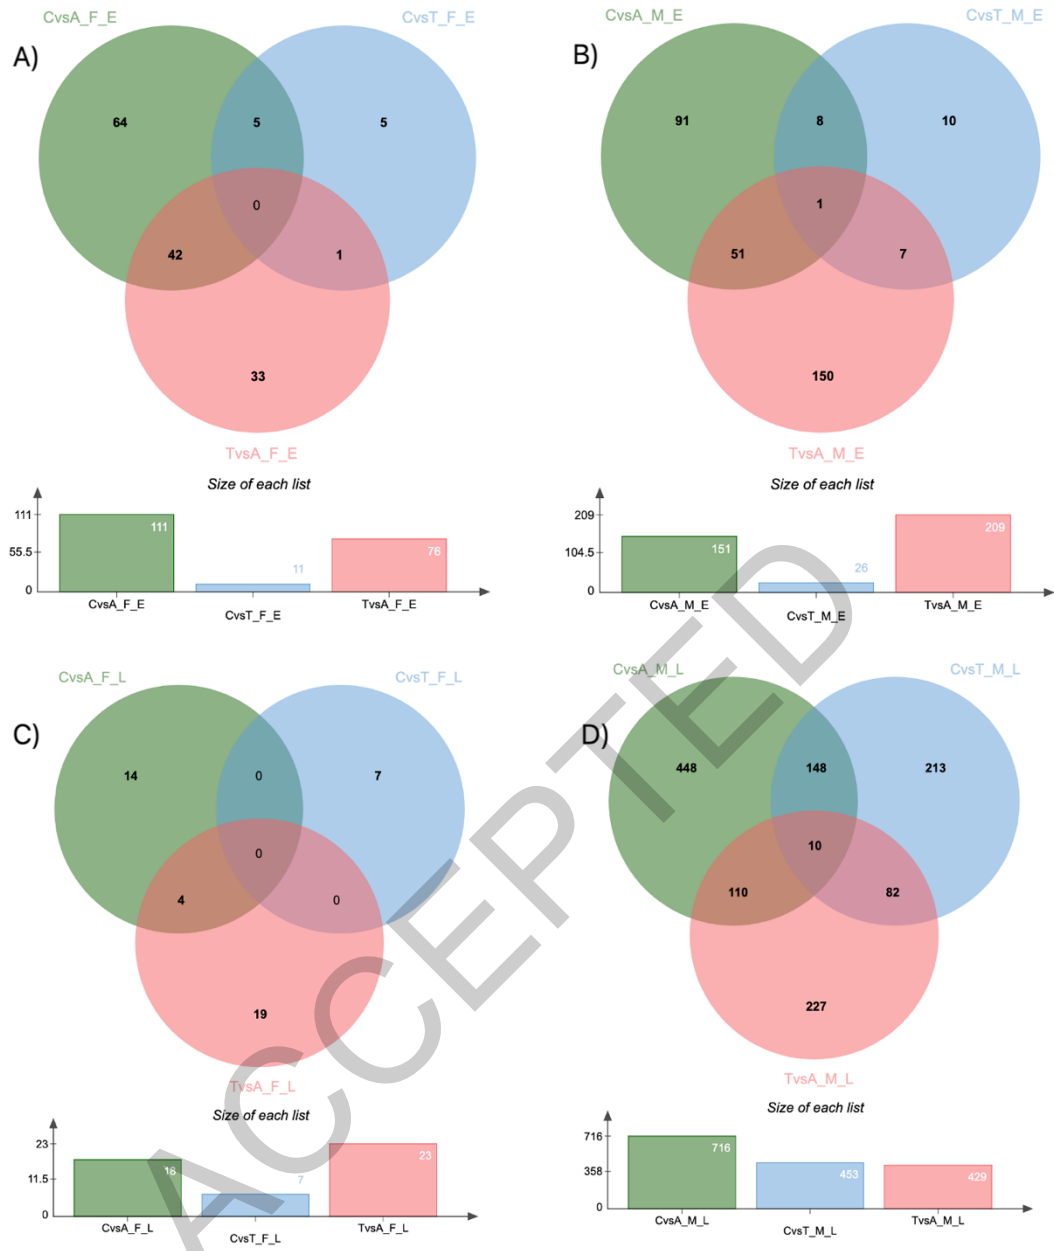 CvsA_F_E
CvsT_F_E
A)
64
5
5
0
42
1
33
TvsA_F_E
Size of each list
111
55.5
0
111
11
76
CvsA_F_E
CvsT_F_E
TvsA_F_E
CvsA_M_E
CvsT_M_E
B)
91
8
10
1
51
7
150
TvsA_M_E
Size of each list
209
104.5
0
151
26
209
CvsA_M_E
CvsT_M_E
TvsA_M_E
CvsA_F_L
CvsT_F_L
C)
14
0
7
0
4
0
19
TvsA_F_L
Size of each list
23
11.5
0
18
7
23
CvsA_F_L
CvsT_F_L
TvsA_F_L
CvsA_M_L
CvsT_M_L
D)
448
148
213
10
110
82
227
TvsA_M_L
Size of each list
716
358
0
716
453
429
CvsA_M_L
CvsT_M_L
TvsA_M_L
ACCEPTED